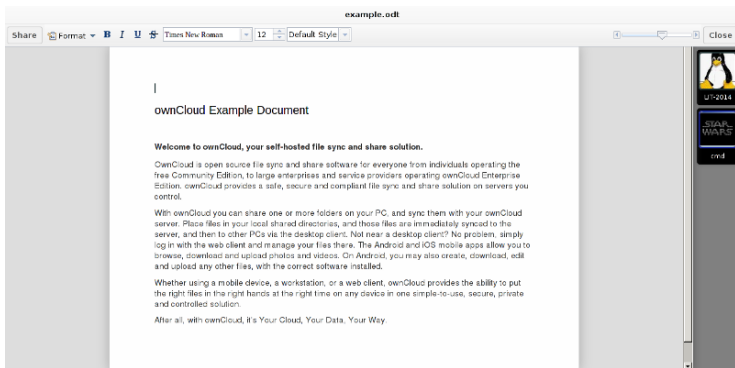 example.odt
Share Format B I U S Times New Roman 12 Default Style Close
UT-2014
STAR
WARS
cmd
ownCloud Example Document
Welcome to ownCloud, your self-hosted file sync and share solution.
OwnCloud is open source file sync and share software for everyone from individuals operating the
free Community Edition, to large enterprises and service providers operating ownCloud Enterprise
Edition. ownCloud provides a safe, secure and compliant file sync and share solution on servers you
control.
With ownCloud you can share one or more folders on your PC, and sync them with your ownCloud
server. Place files in your local shared directories, and those files are immediately synced to the
server, and then to other PCs via the desktop client. Not near a desktop client? No problem, simply
log in with the web client and manage your files there. The Android and iOS mobile apps allow you to
browse, download and upload photos and videos. On Android, you may also create, download, edit
and upload any other files, with the correct software installed.
Whether using a mobile device, a workstation, or a web client, ownCloud provides the ability to put
the right files in the right hands at the right time on any device in one simple-to-use, secure, private
and controlled solution.
After all, with ownCloud, it's Your Cloud, Your Data, Your Way.